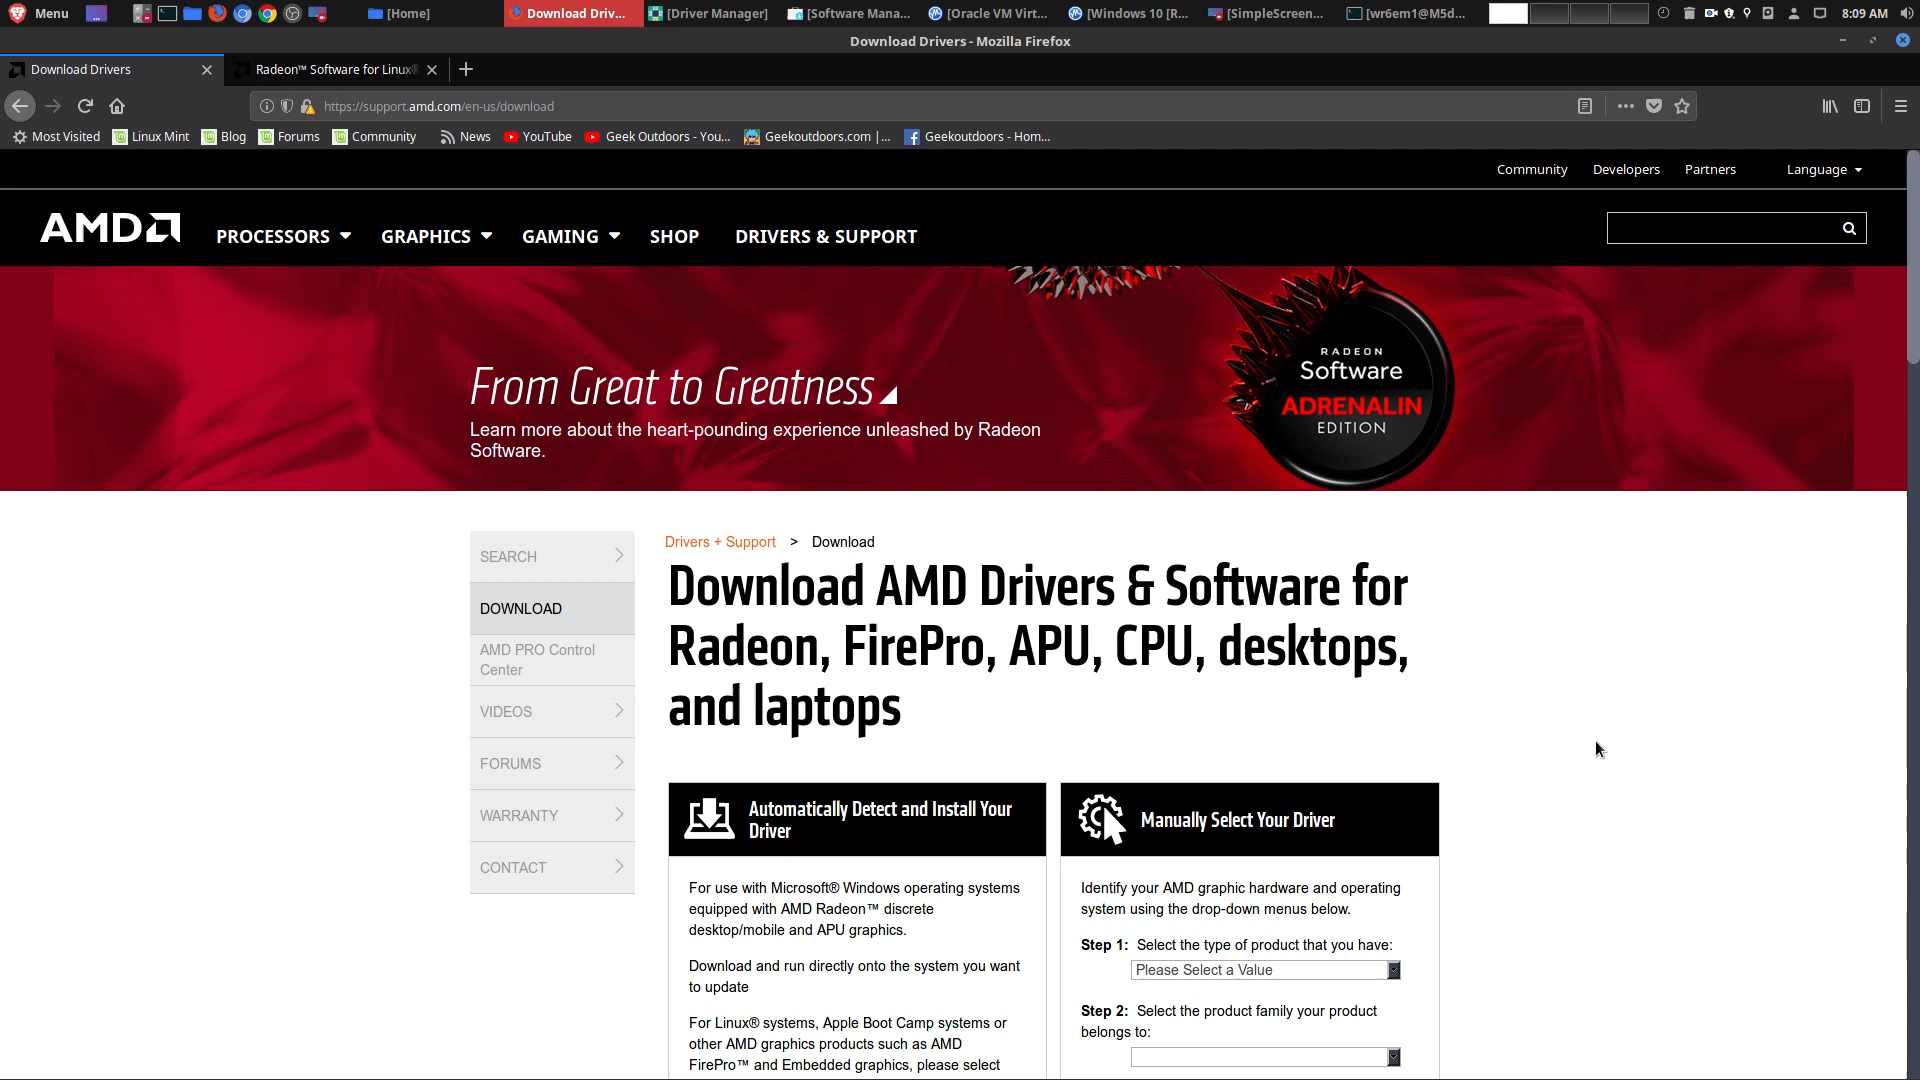 Menu
[Home]
Download Driv...
[Driver Manager]
[Software Mana...
[Oracle VM Virt...
[Windows 10 [R...
[SimpleScreen...
[wr6em1@M5d...
8:09 AM
Download Drivers - Mozilla Firefox
Download Drivers
Radeon™ Software for Linux®
https://support.amd.com/en-us/download
Most Visited
Linux Mint
Blog
Forums
Community
News
YouTube
Geek Outdoors - You...
Geekoutdoors.com |...
Geekoutdoors - Hom...
Community
Developers
Partners
Language
AMD
PROCESSORS
GRAPHICS
GAMING
SHOP
DRIVERS & SUPPORT
From Great to Greatness
Learn more about the heart-pounding experience unleashed by Radeon
Software.
RADEON
Software
ADRENALIN
EDITION
SEARCH
DOWNLOAD
AMD PRO Control
Center
VIDEOS
FORUMS
WARRANTY
CONTACT
Drivers + Support > Download
Download AMD Drivers & Software for
Radeon, FirePro, APU, CPU, desktops,
and laptops
Automatically Detect and Install Your
Driver
For use with Microsoft® Windows operating systems
equipped with AMD Radeon™ discrete
desktop/mobile and APU graphics.
Download and run directly onto the system you want
to update
For Linux® systems, Apple Boot Camp systems or
other AMD graphics products such as AMD
FirePro™ and Embedded graphics, please select
Manually Select Your Driver
Identify your AMD graphic hardware and operating
system using the drop-down menus below.
Step 1: Select the type of product that you have:
Please Select a Value
Step 2: Select the product family your product
belongs to: